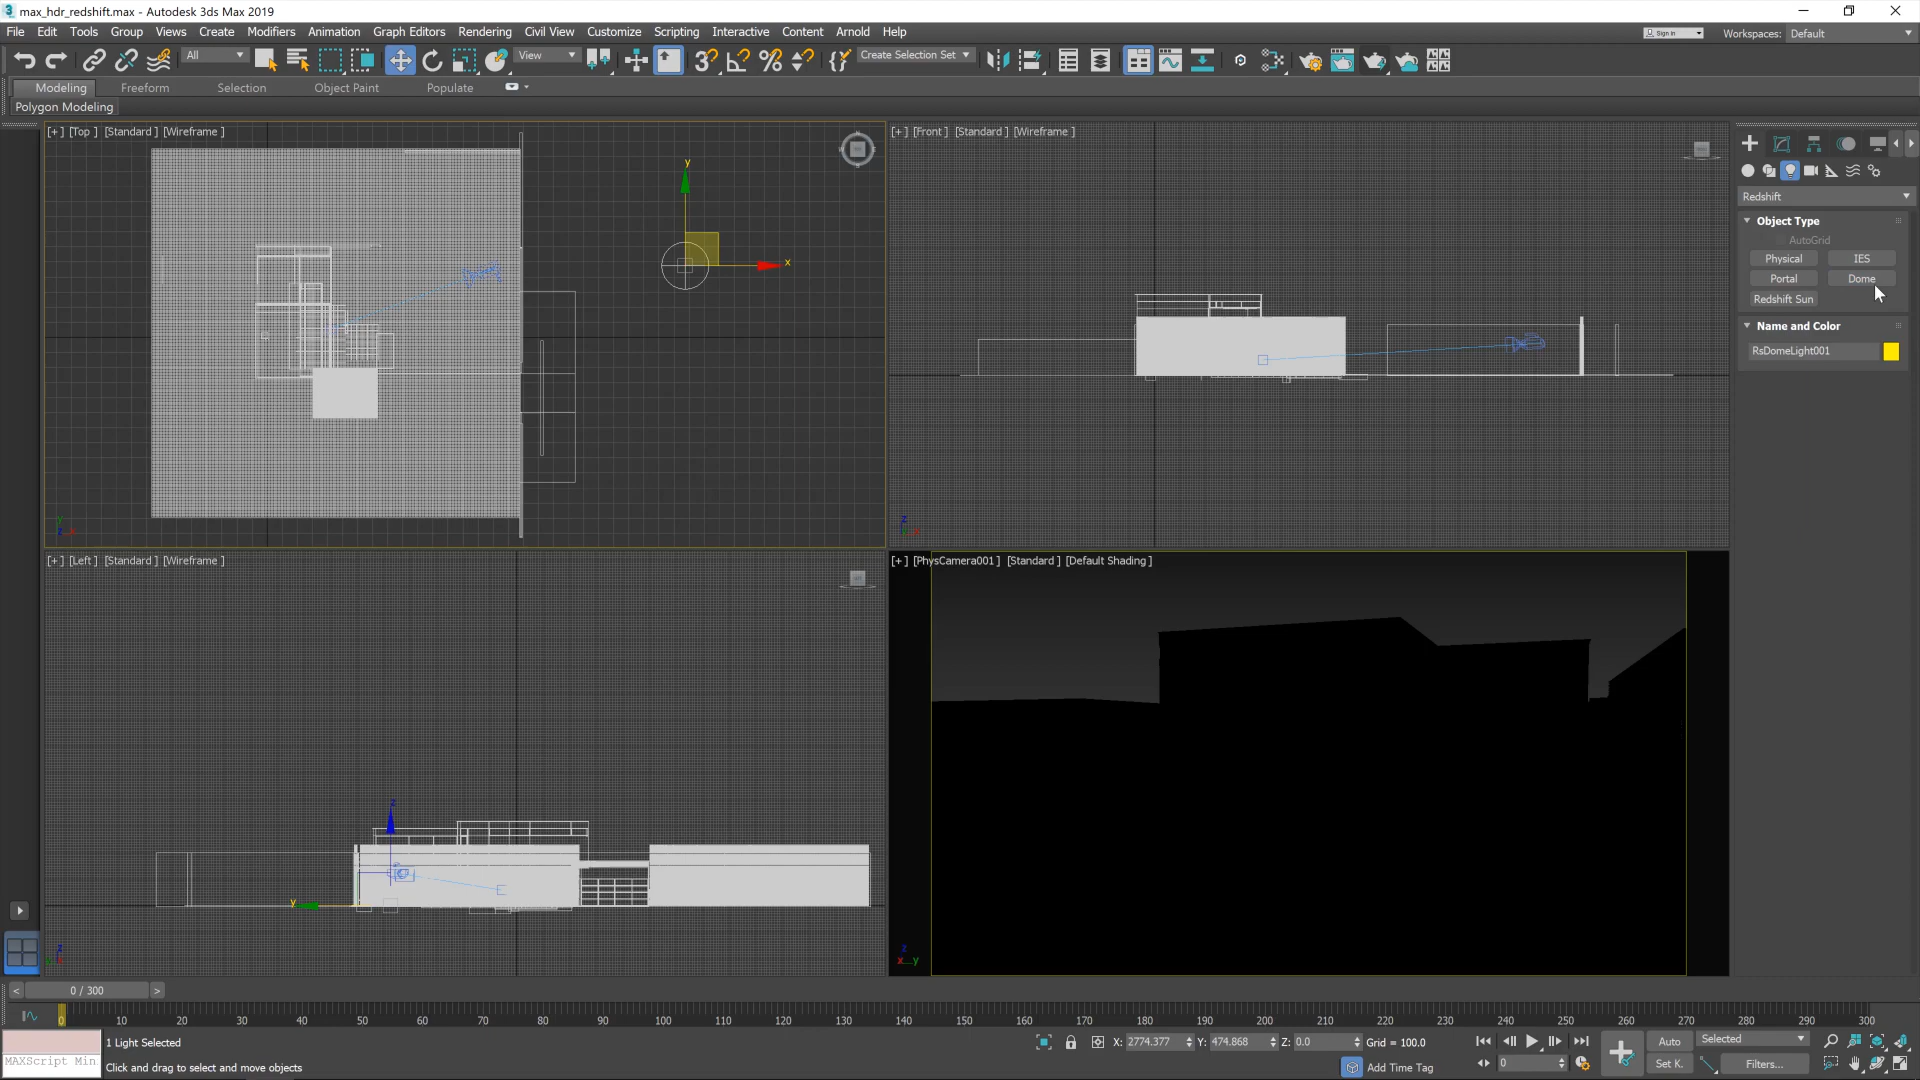 max_hdr_redshift.max - Autodesk 3ds Max 2019
File Edit Tools Group Views Create Modifiers Animation Graph Editors Rendering Civil View Customize Scripting Interactive Content Arnold Help
Sign In
Workspaces: Default
All
View
Create Selection Set
Modeling Freeform Selection Object Paint Populate
Polygon Modeling
[+] [Top ] [Standard ] [Wireframe ]
[+] [Front ] [Standard ] [Wireframe ]
y
x
Redshift
Object Type
AutoGrid
Physical IES
Portal Dome
Redshift Sun
Name and Color
RsDomeLight001
[+] [Left ] [Standard ] [Wireframe ]
[+] [PhysCamera001 ] [Standard ] [Default Shading ]
z
y
0 / 300
0 10 20 30 40 50 60 70 80 90 100 110 120 130 140 150 160 170 180 190 200 210 220 230 240 250 260 270 280 290 300
MAXScript Min
1 Light Selected
Click and drag to select and move objects
X: 2774.377 Y: 474.868 Z: 0.0 Grid = 100.0
Add Time Tag
0
Auto Selected
Set K. Filters...